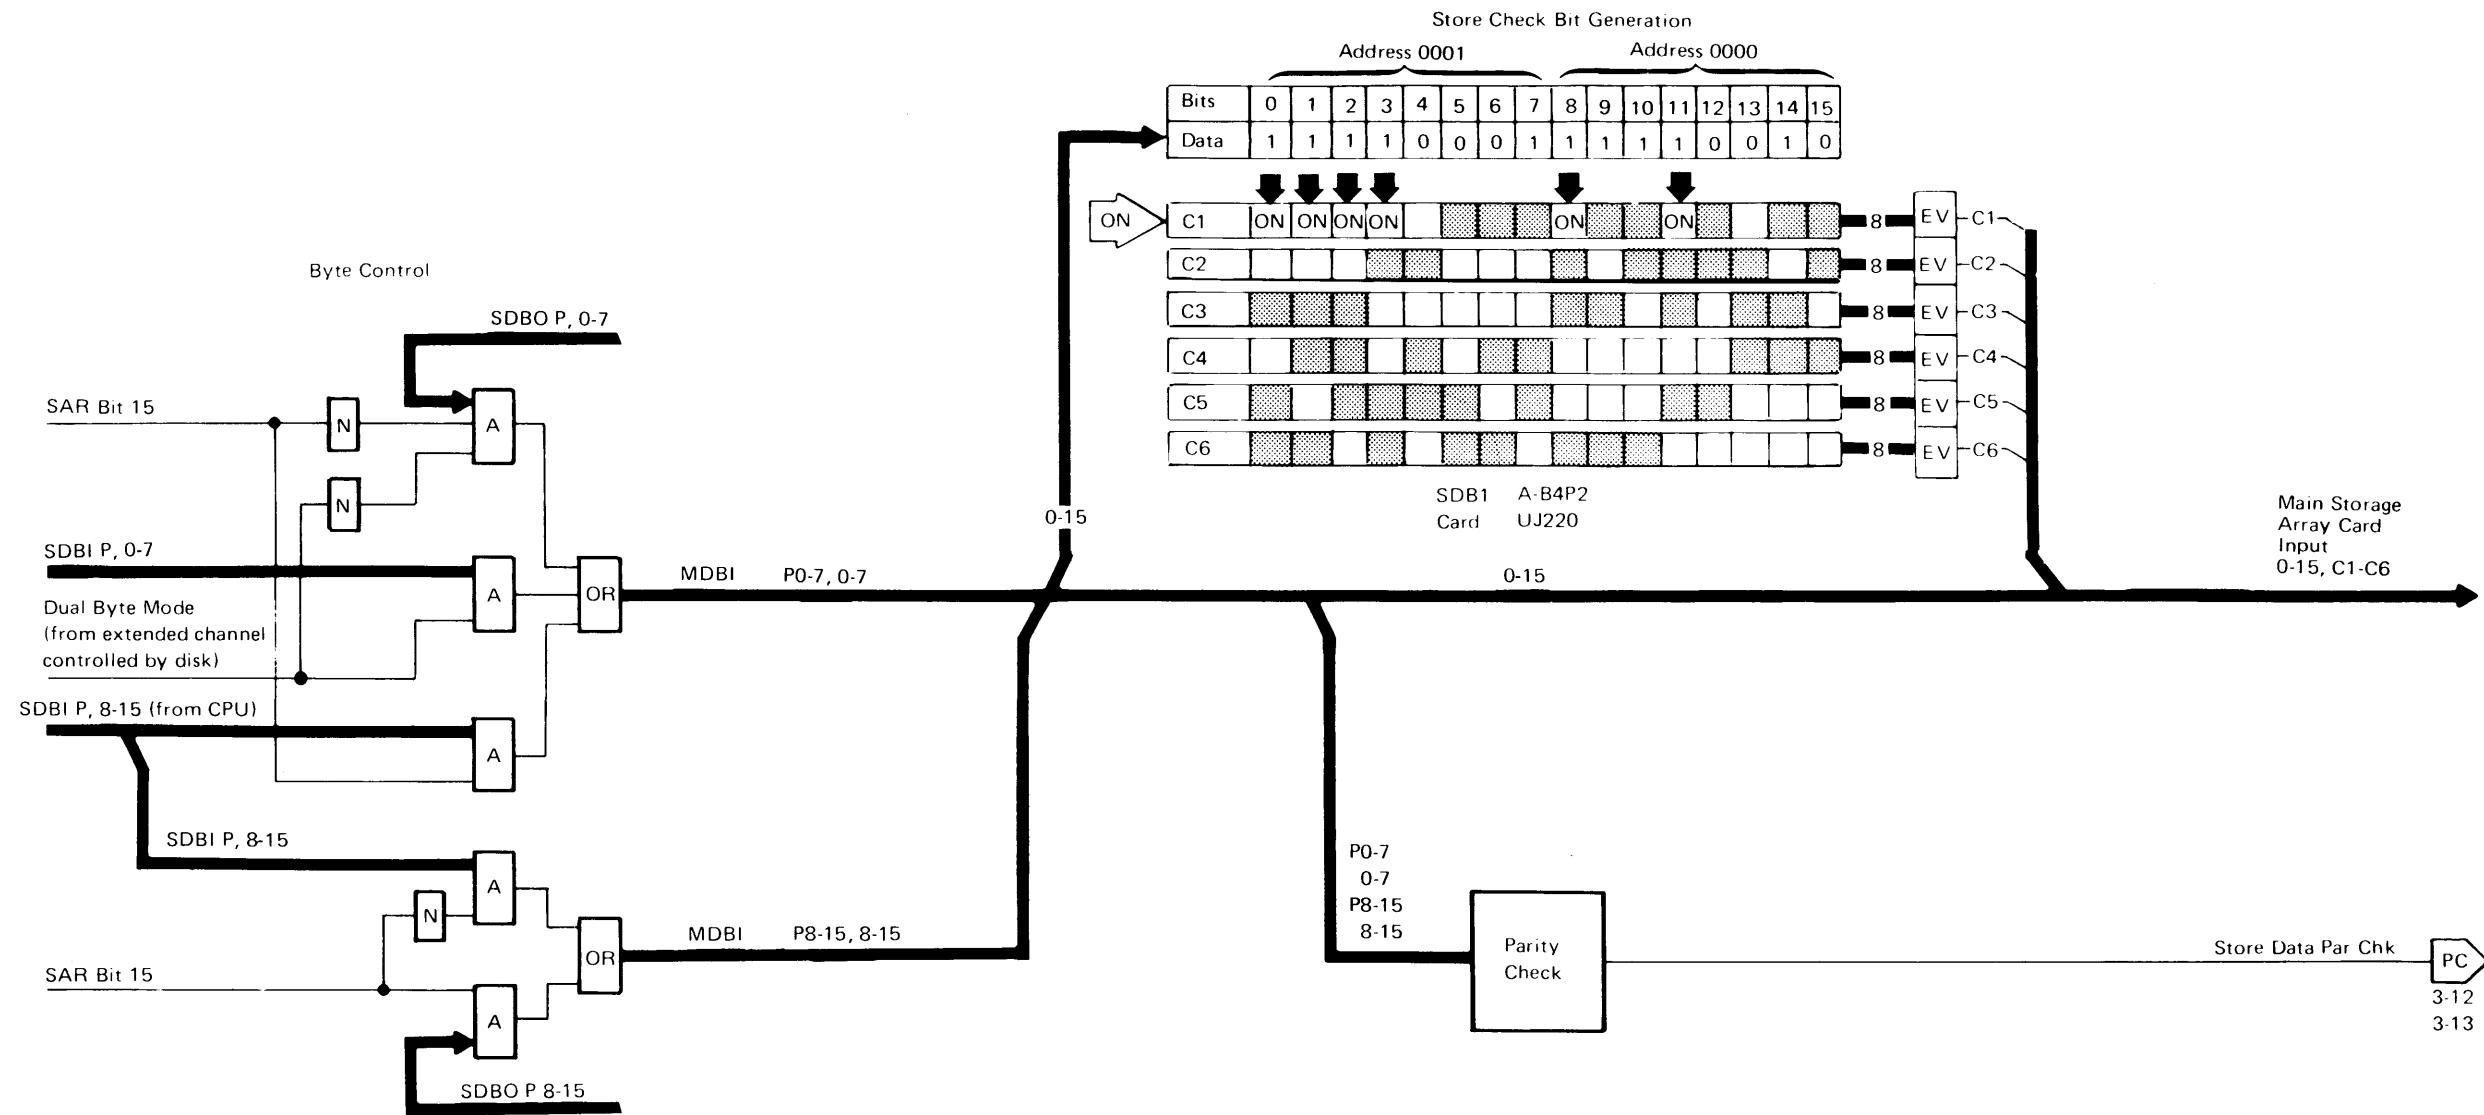 Store Check Bit Generation
Address 0001 Address 0000
Bits 0 1 2 3 4 5 6 7 8 9 10 11 12 13 14 15
Data 1 1 1 1 0 0 0 1 1 1 1 1 0 0 1 0
ON C1 ON ON ON ON ON ON 8 EV C1
C2 8 EV C2
C3 8 EV C3
C4 8 EV C4
C5 8 EV C5
C6 8 EV C6
SDB1 A-B4P2
Card UJ220
Byte Control
SDBO P, 0-7
SAR Bit 15
N
A
N
SDBI P, 0-7
A
OR
MDBI P0-7, 0-7
0-15
0-15
Main Storage
Array Card
Input
0-15, C1-C6
Dual Byte Mode
(from extended channel
controlled by disk)
SDBI P, 8-15 (from CPU)
A
SDBI P, 8-15
A
N
OR
MDBI P8-15, 8-15
SAR Bit 15
A
SDBO P 8-15
P0-7
0-7
P8-15
8-15
Parity
Check
Store Data Par Chk
PC
3-12
3-13